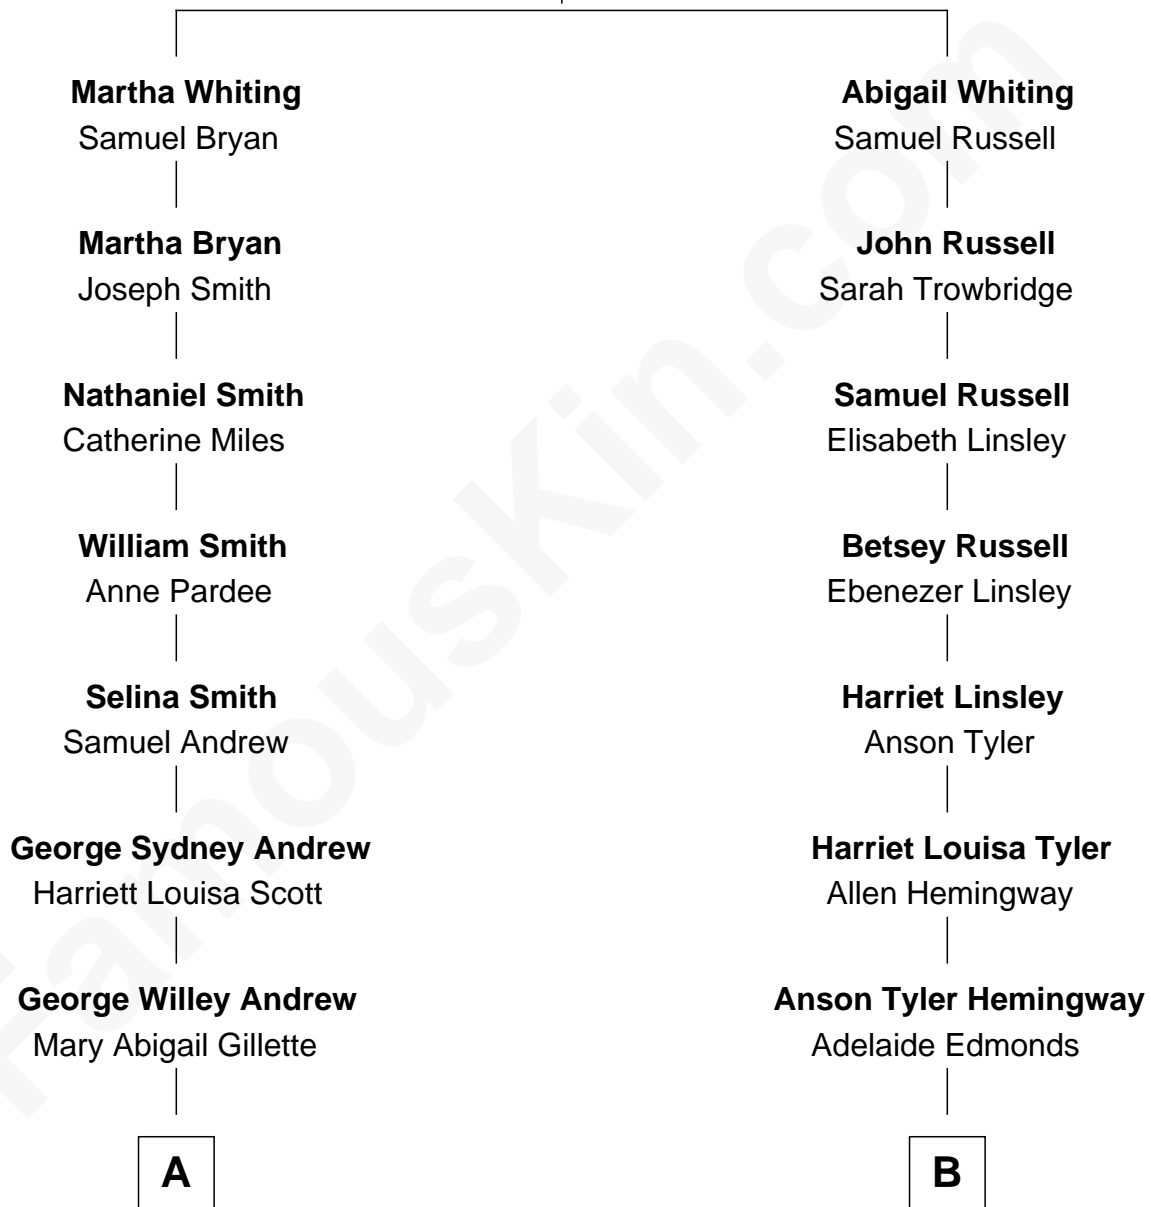 Martha Whiting
Samuel Bryan
Martha Bryan
Joseph Smith
Nathaniel Smith
Catherine Miles
William Smith
Anne Pardee
Selina Smith
Samuel Andrew
George Sydney Andrew
Harriett Louisa Scott
George Willey Andrew
Mary Abigail Gillette
A
Abigail Whiting
Samuel Russell
John Russell
Sarah Trowbridge
Samuel Russell
Elisabeth Linsley
Betsey Russell
Ebenezer Linsley
Harriet Linsley
Anson Tyler
Harriet Louisa Tyler
Allen Hemingway
Anson Tyler Hemingway
Adelaide Edmonds
B
FamousKin.com